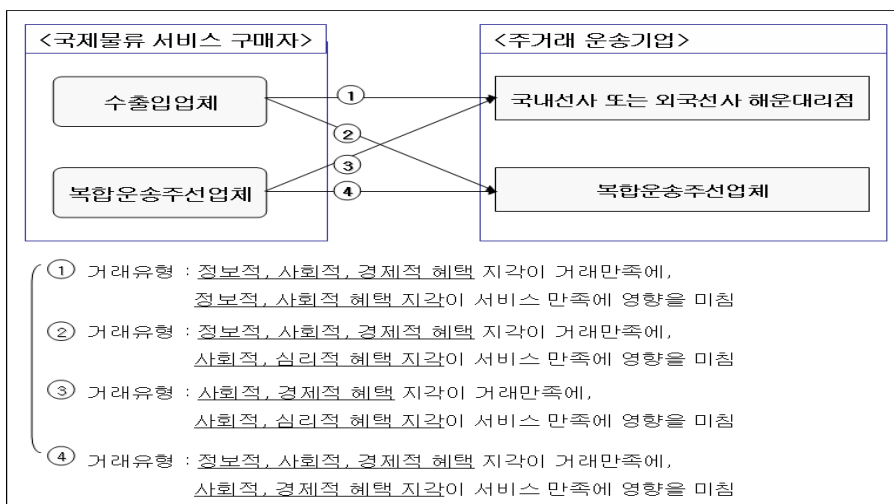 <국제물류 서비스 구매자>
<주거래 운송기업>
수출입업체
①
국내선사 또는 외국선사 해운대리점
②
③
복합운송주선업체
④
복합운송주선업체
① 거래유형 : 정보적, 사회적, 경제적 혜택 지각이 거래만족에,
정보적, 사회적 혜택 지각이 서비스 만족에 영향을 미침
② 거래유형 : 정보적, 사회적, 경제적 혜택 지각이 거래만족에,
사회적, 심리적 혜택 지각이 서비스 만족에 영향을 미침
③ 거래유형 : 사회적, 경제적 혜택 지각이 거래만족에,
사회적, 심리적 혜택 지각이 서비스 만족에 영향을 미침
④ 거래유형 : 정보적, 사회적, 경제적 혜택 지각이 거래만족에,
사회적, 경제적 혜택 지각이 서비스 만족에 영향을 미침